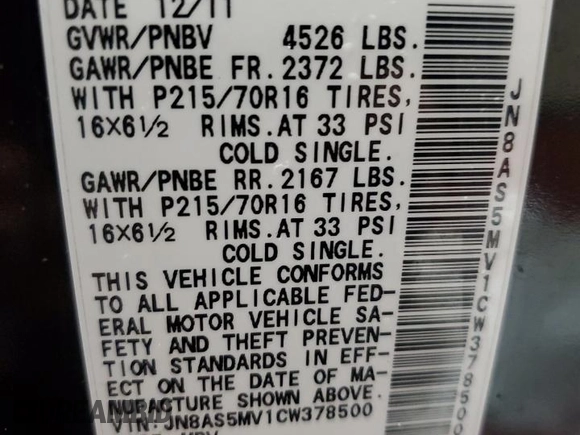 DATE 12/11
GVWR/PNBV 4526 LBS.
GAWR/PNBE FR. 2372 LBS.
WITH P215/70R16 TIRES,
16X6½ RIMS. AT 33 PSI
COLD SINGLE.
GAWR/PNBE RR. 2167 LBS.
WITH P215/70R16 TIRES,
16X6½ RIMS. AT 33 PSI
COLD SINGLE.
THIS VEHICLE CONFORMS
TO ALL APPLICABLE FED-
ERAL MOTOR VEHICLE SA-
FETY AND THEFT PREVEN-
TION STANDARDS IN EFF-
ECT ON THE DATE OF MA-
NUFACTURE SHOWN ABOVE.
VIN: JN8AS5MV1CW378500
JN8AS5MV1CW378500